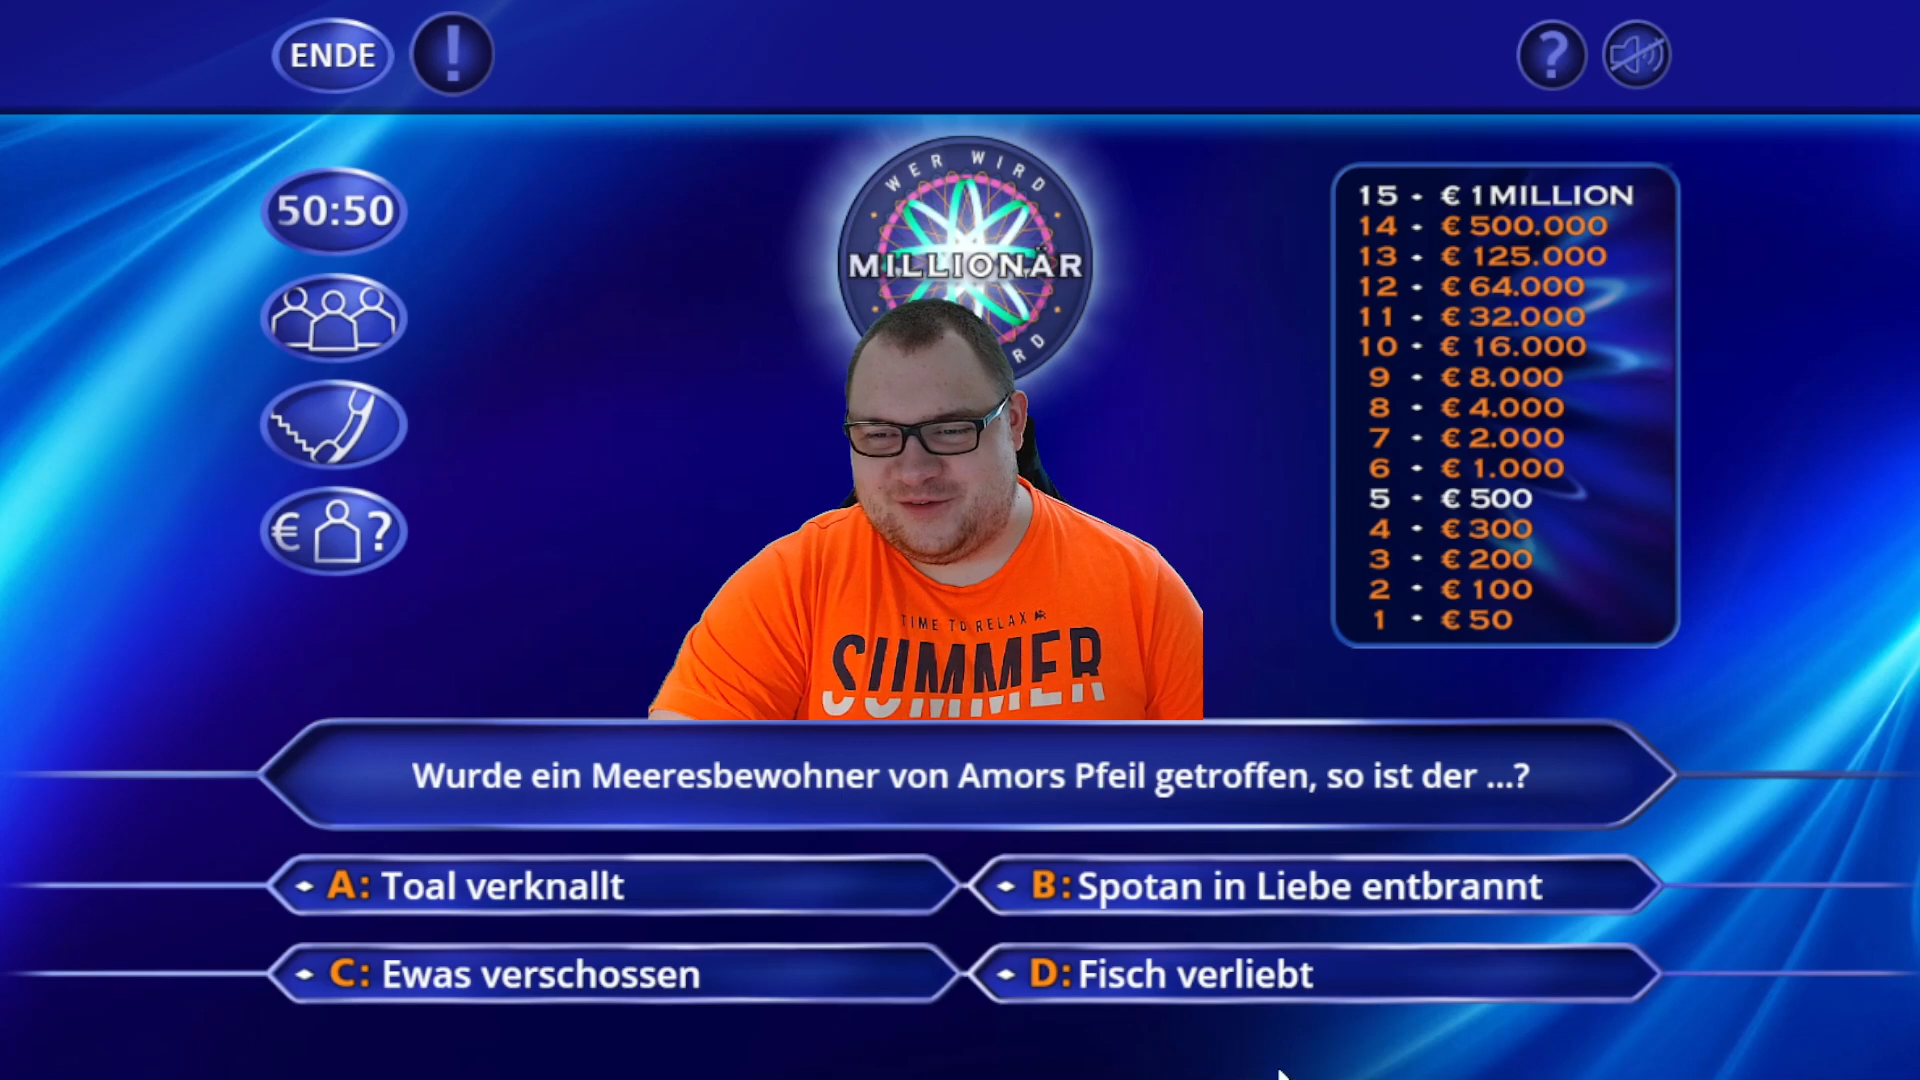 ENDE
!
?
50:50
€ ?
WER WIRD
MILLIONÄR
RD
15 · € 1 MILLION
14 · € 500.000
13 · € 125.000
12 · € 64.000
11 · € 32.000
10 · € 16.000
9 · € 8.000
8 · € 4.000
7 · € 2.000
6 · € 1.000
5 · € 500
4 · € 300
3 · € 200
2 · € 100
1 · € 50
TIME TO RELAX
SUMMER
Wurde ein Meeresbewohner von Amors Pfeil getroffen, so ist der ...?
A: Toal verknallt
B: Spotan in Liebe entbrannt
C: Ewas verschossen
D: Fisch verliebt